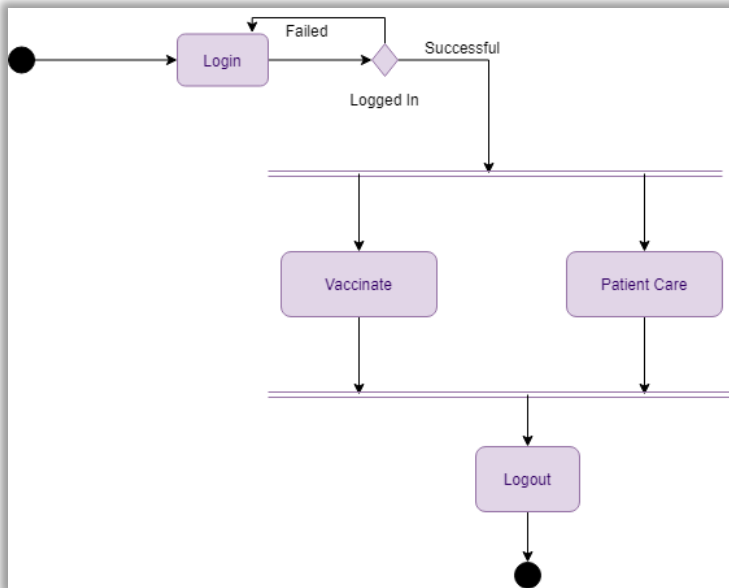 Failed
Successful
Login
Logged In
Vaccinate
Patient Care
Logout